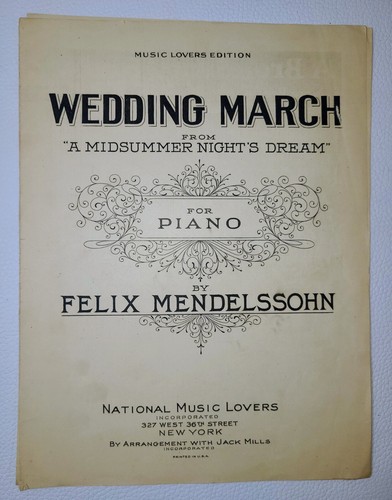 MUSIC LOVERS EDITION
WEDDING MARCH
FROM
"A MIDSUMMER NIGHT'S DREAM"
FOR
PIANO
BY
FELIX MENDELSSOHN
NATIONAL MUSIC LOVERS
INCORPORATED
327 WEST 36TH STREET
NEW YORK
BY ARRANGEMENT WITH JACK MILLS
INCORPORATED
PRINTED IN U.S.A.